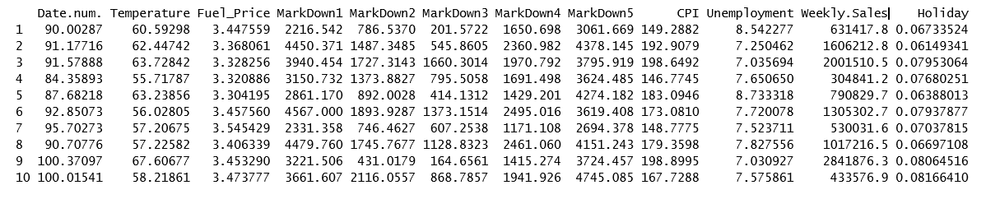 Date.num. Temperature Fuel_Price MarkDown1 MarkDown2 MarkDown3 MarkDown4 MarkDown5 CPI Unemployment Weekly.Sales Holiday
1 90.00287 60.59298 3.447559 2216.542 786.5370 201.5722 1650.698 3061.669 149.2882 8.542277 631417.8 0.06733524
2 91.17716 62.44742 3.368061 4450.371 1487.3485 545.8605 2360.982 4378.145 192.9079 7.250462 1606212.8 0.06149341
3 91.57888 63.72842 3.328256 3940.454 1727.3143 1660.3014 1970.792 3795.919 198.6492 7.035694 2001510.5 0.07953064
4 84.35893 55.71787 3.320886 3150.732 1373.8827 795.5058 1691.498 3624.485 146.7745 7.650650 304841.2 0.07680251
5 87.68218 63.23856 3.304195 2861.170 892.0028 414.1312 1429.201 4274.182 183.0946 8.733318 790829.7 0.06388013
6 92.85073 56.02805 3.457560 4567.000 1893.9287 1373.1514 2495.016 3619.408 173.0810 7.720078 1305302.7 0.07937877
7 95.70273 57.20675 3.545429 2331.358 746.4627 607.2538 1171.108 2694.378 148.7775 7.523711 530031.6 0.07037815
8 90.70776 57.22582 3.406339 4479.760 1745.7677 1128.8323 2461.060 4151.243 179.3598 7.827556 1017216.5 0.06697108
9 100.37097 67.60677 3.453290 3221.506 431.0179 164.6561 1415.274 3724.457 198.8995 7.030927 2841876.3 0.08064516
10 100.01541 58.21861 3.473777 3661.607 2116.0557 868.7857 1941.926 4745.085 167.7288 7.575861 433576.9 0.08166410